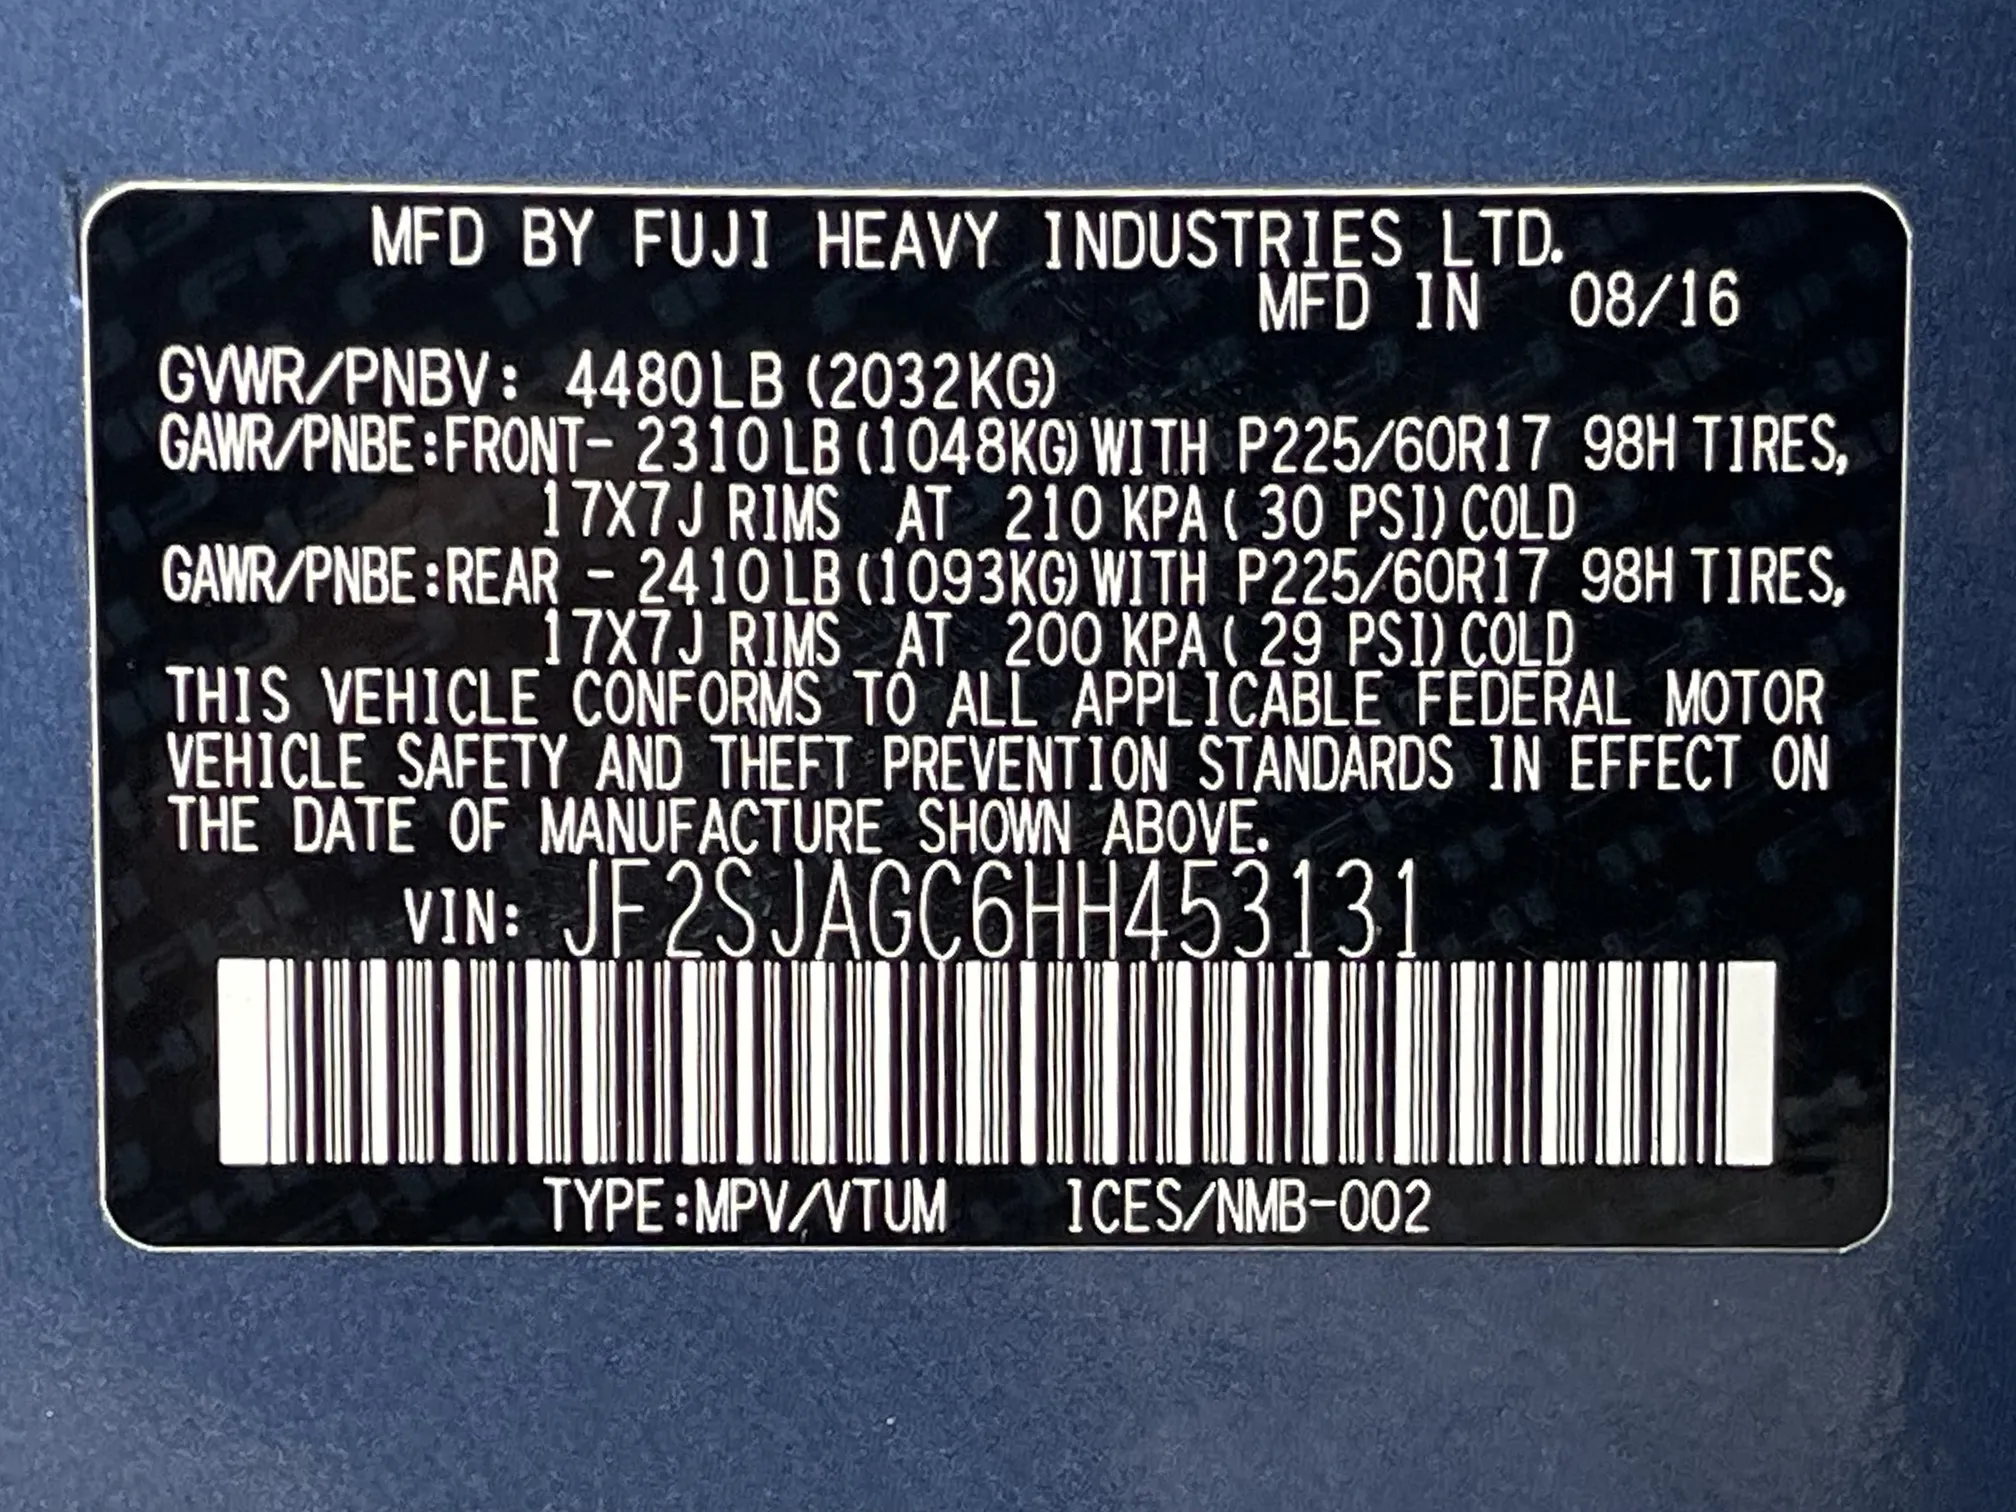 MFD BY FUJI HEAVY INDUSTRIES LTD.
MFD IN 08/16
GVWR/PNBV: 4480LB (2032KG)
GAWR/PNBE:FRONT- 2310LB(1048KG)WITH P225/60R17 98H TIRES,
17X7J RIMS AT 210 KPA( 30 PSI)COLD
GAWR/PNBE:REAR - 2410LB(1093KG)WITH P225/60R17 98H TIRES,
17X7J RIMS AT 200 KPA( 29 PSI)COLD
THIS VEHICLE CONFORMS TO ALL APPLICABLE FEDERAL MOTOR
VEHICLE SAFETY AND THEFT PREVENTION STANDARDS IN EFFECT ON
THE DATE OF MANUFACTURE SHOWN ABOVE.
VIN: JF2SJAGC6HH453131
TYPE:MPV/VTUM ICES/NMB-002